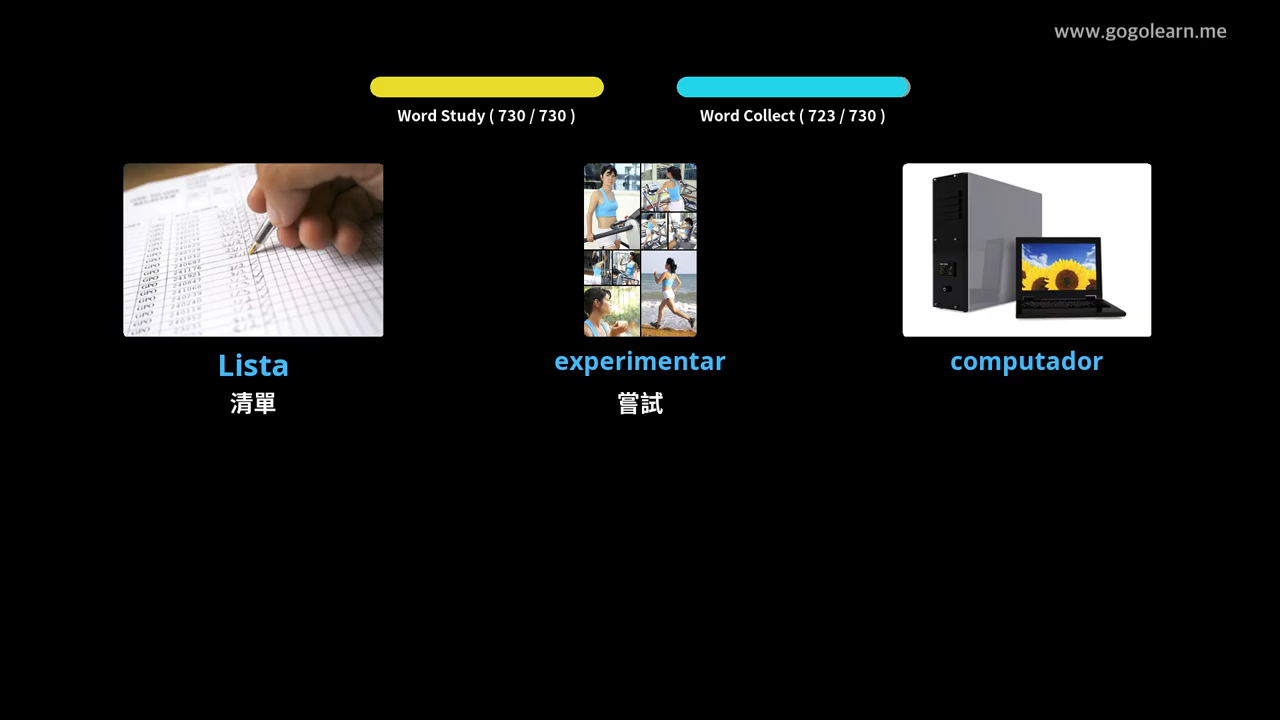 www.gogolearn.me
Word Study ( 730 / 730 )
Word Collect ( 723 / 730 )
Lista
清單
experimentar
嘗試
computador